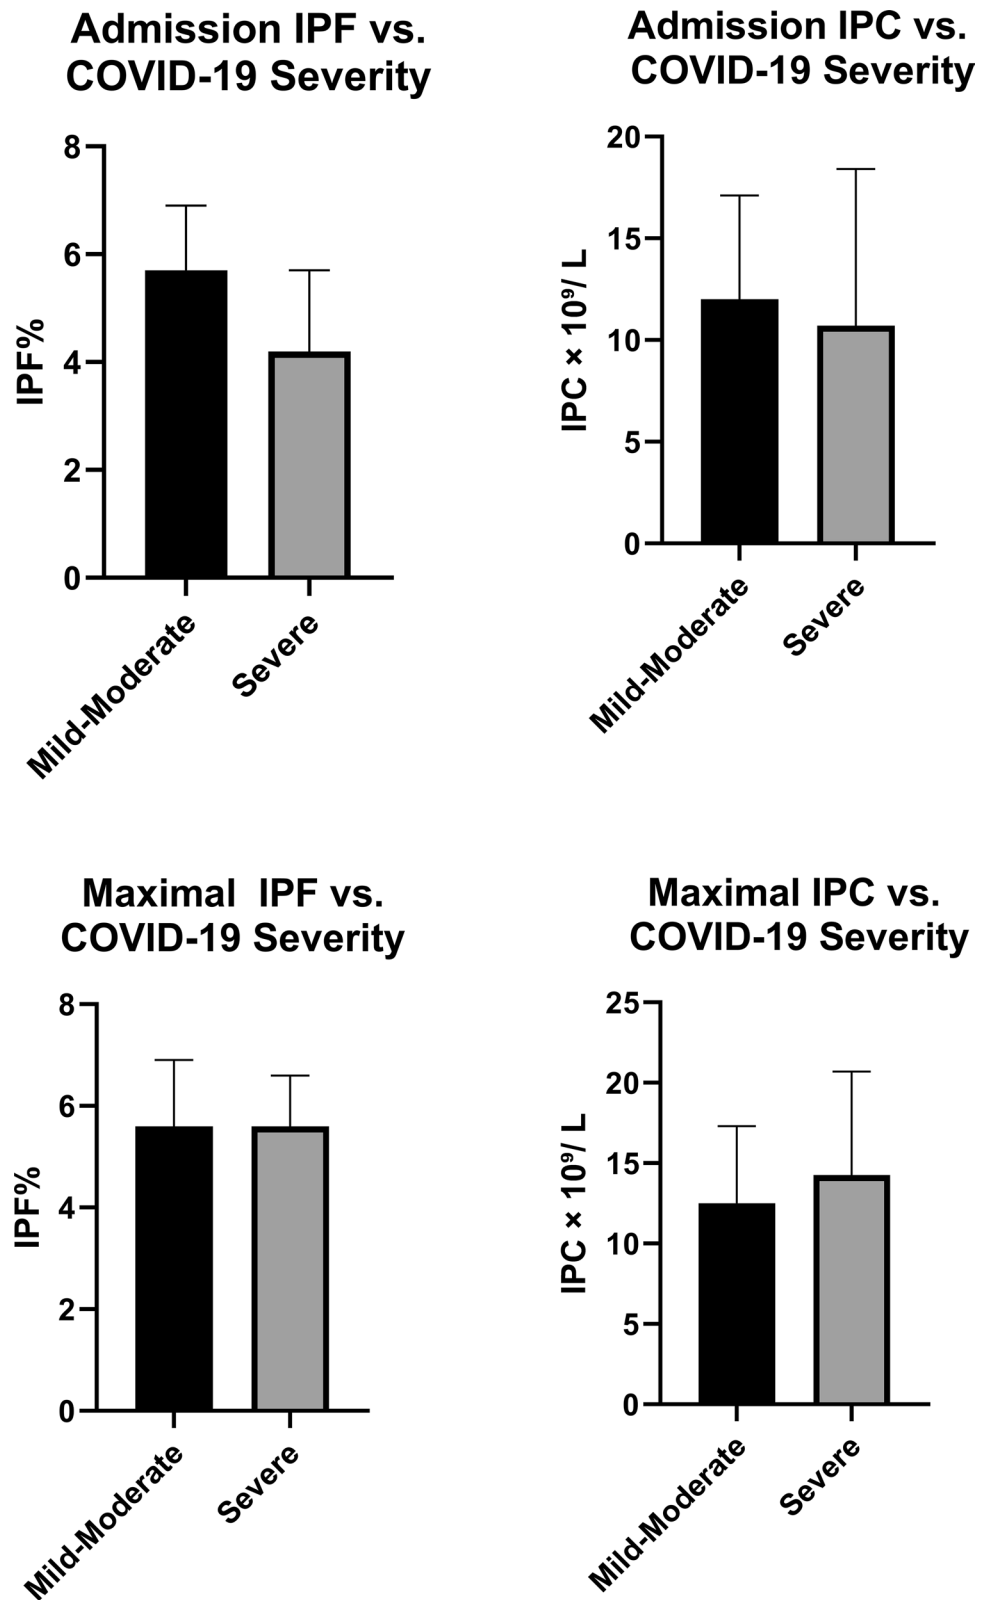 Admission IPF vs.
COVID-19 Severity
8
6
4
2
0
IPF%
Mild-Moderate
Severe
Admission IPC vs.
COVID-19 Severity
20
15
10
5
0
IPC × 10⁹/ L
Mild-Moderate
Severe
Maximal  IPF vs.
COVID-19 Severity
8
6
4
2
0
IPF%
Mild-Moderate
Severe
Maximal IPC vs.
COVID-19 Severity
25
20
15
10
5
0
IPC × 10⁹/ L
Mild-Moderate
Severe